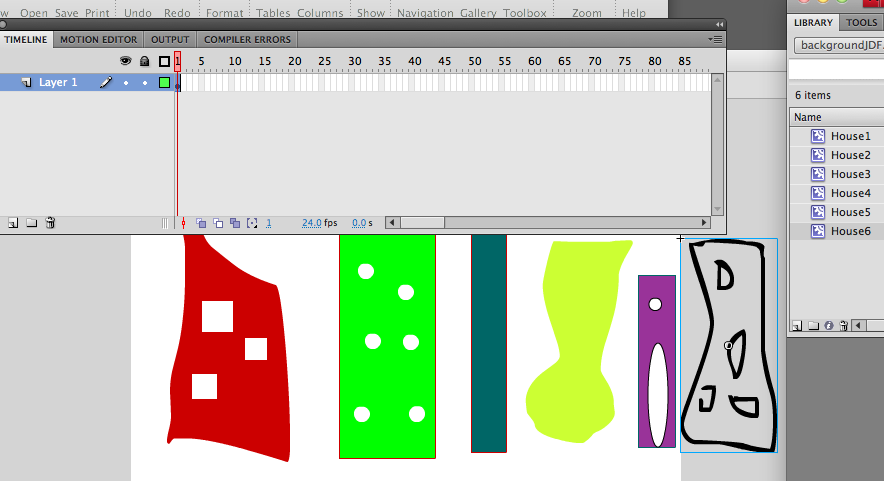 Open Save Print Undo Redo Format Tables Columns Show Navigation Gallery Toolbox Zoom Help
TIMELINE MOTION EDITOR OUTPUT COMPILER ERRORS
1 5 10 15 20 25 30 35 40 45 50 55 60 65 70 75 80 85
Layer 1
1 24.0 fps 0.0 s
LIBRARY TOOLS
backgroundJDF.
6 items
Name
House1
House2
House3
House4
House5
House6